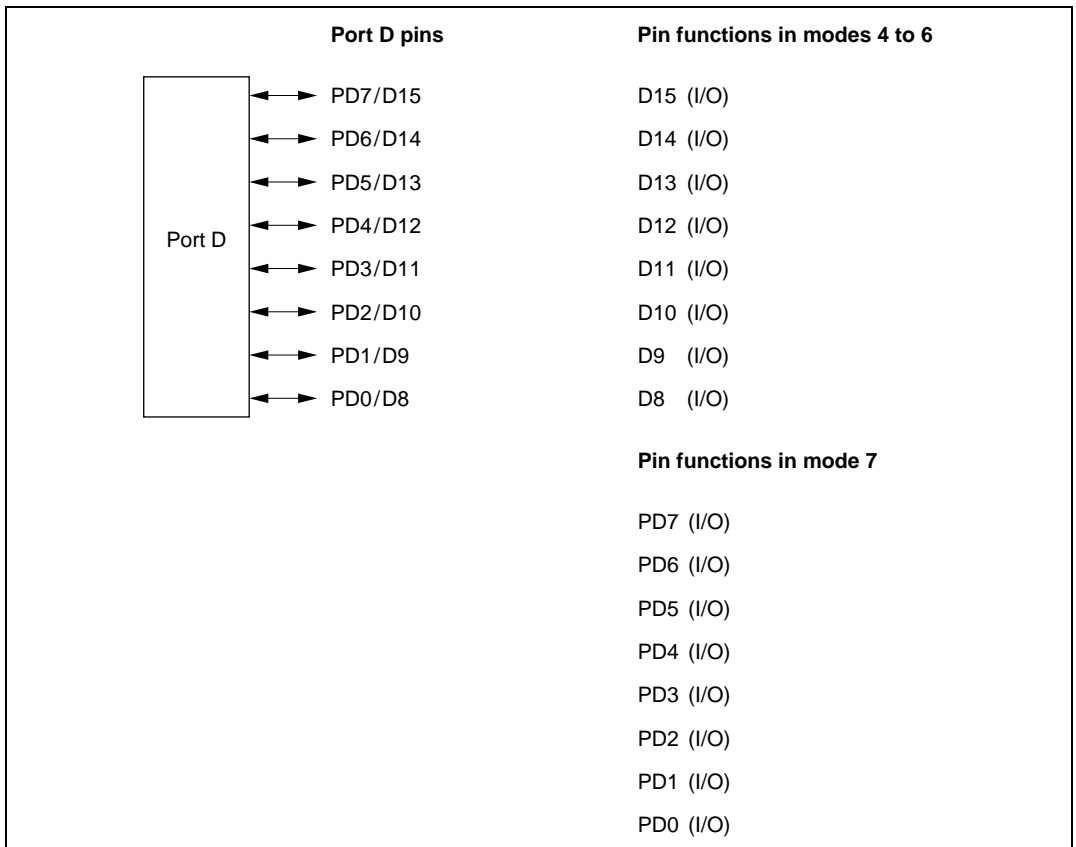 Port D pins Pin functions in modes 4 to 6
PD7/D15 D15 (I/O)
PD6/D14 D14 (I/O)
PD5/D13 D13 (I/O)
PD4/D12 D12 (I/O)
Port D
PD3/D11 D11 (I/O)
PD2/D10 D10 (I/O)
PD1/D9 D9 (I/O)
PD0/D8 D8 (I/O)
Pin functions in mode 7
PD7 (I/O)
PD6 (I/O)
PD5 (I/O)
PD4 (I/O)
PD3 (I/O)
PD2 (I/O)
PD1 (I/O)
PD0 (I/O)